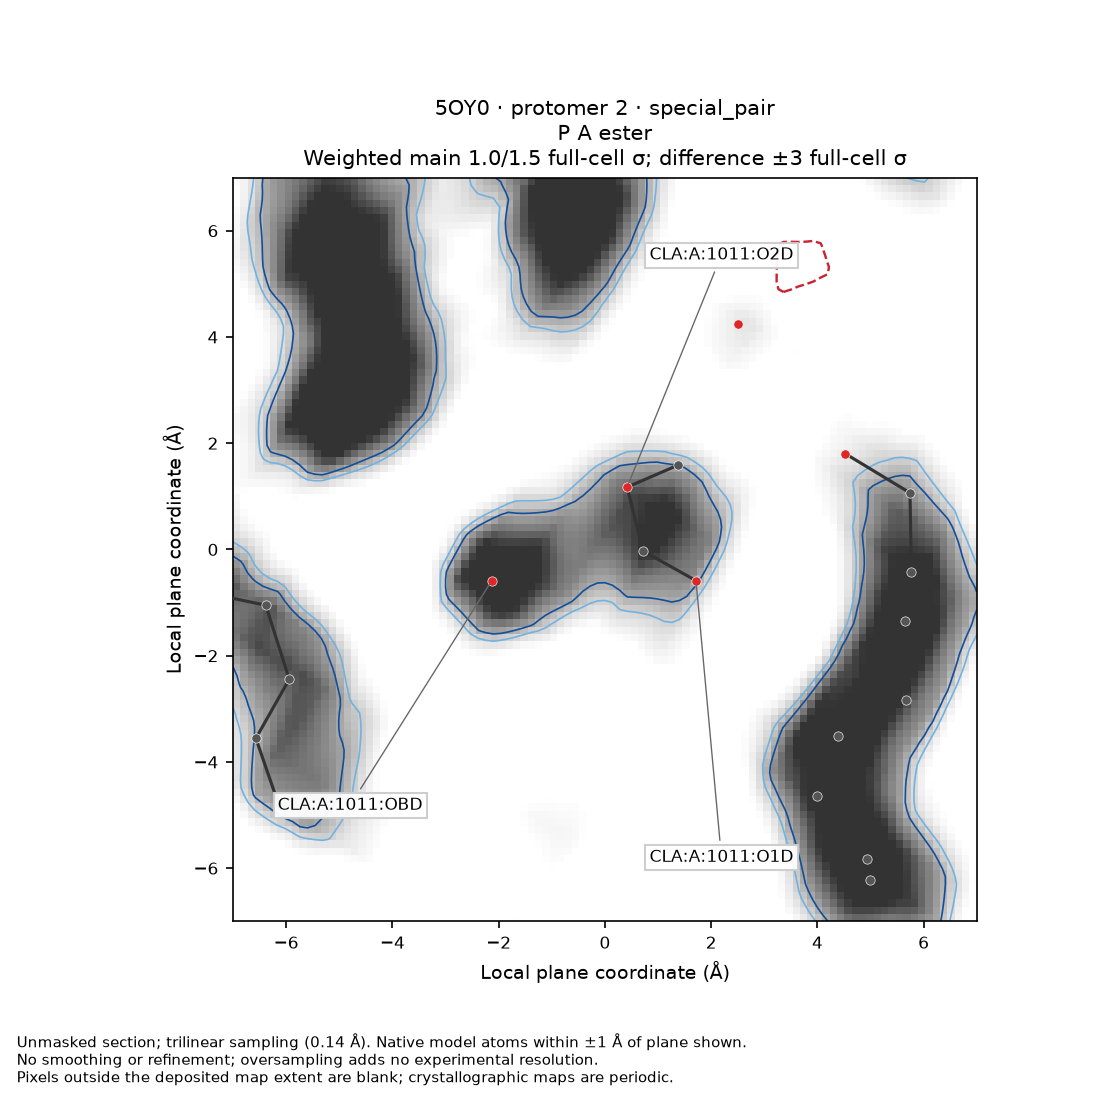 5OY0 · protomer 2 · special_pair
P A ester
Weighted main 1.0/1.5 full-cell σ; difference ±3 full-cell σ
CLA:A:1011:O2D
CLA:A:1011:OBD
CLA:A:1011:O1D
6
4
2
0
−2
−4
−6
Local plane coordinate (Å)
−6 −4 −2 0 2 4 6
Local plane coordinate (Å)
Unmasked section; trilinear sampling (0.14 Å). Native model atoms within ±1 Å of plane shown.
No smoothing or refinement; oversampling adds no experimental resolution.
Pixels outside the deposited map extent are blank; crystallographic maps are periodic.